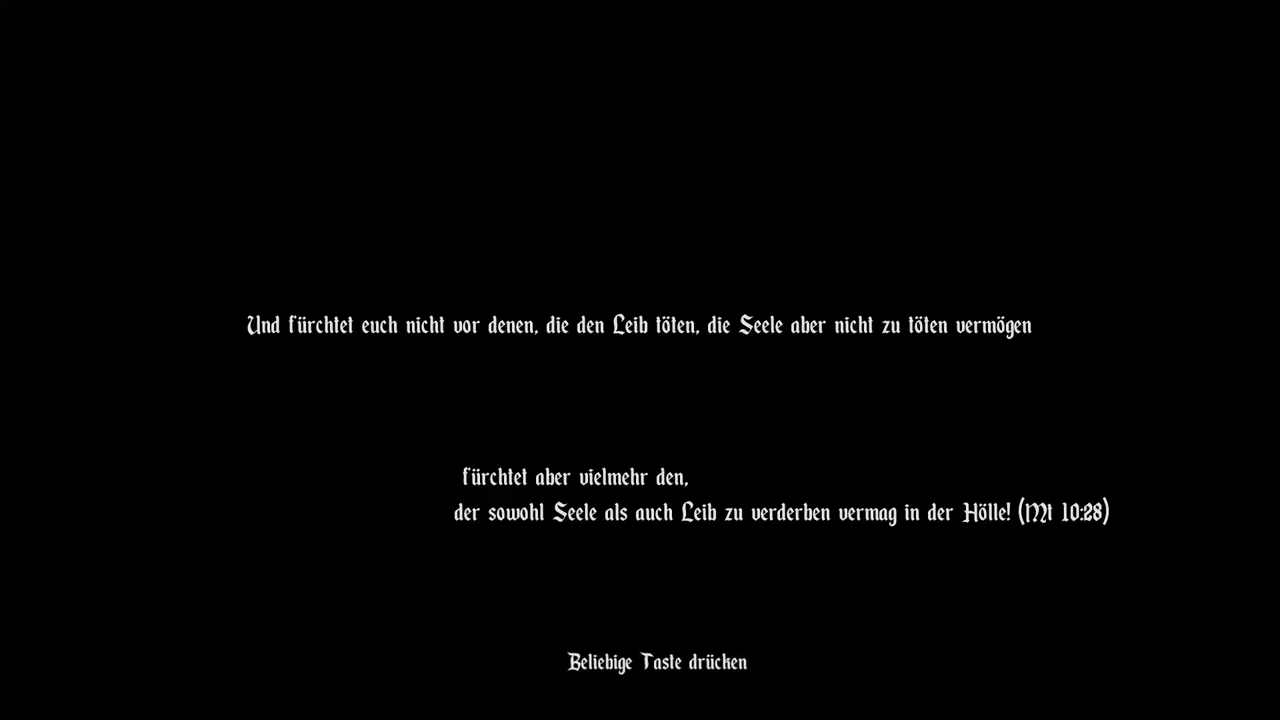 Und fürchtet euch nicht vor denen, die den Leib töten, die Seele aber nicht zu töten vermögen
fürchtet aber vielmehr den,
der sowohl Seele als auch Leib zu verderben vermag in der Hölle! (Mt 10:28)
Beliebige Taste drücken